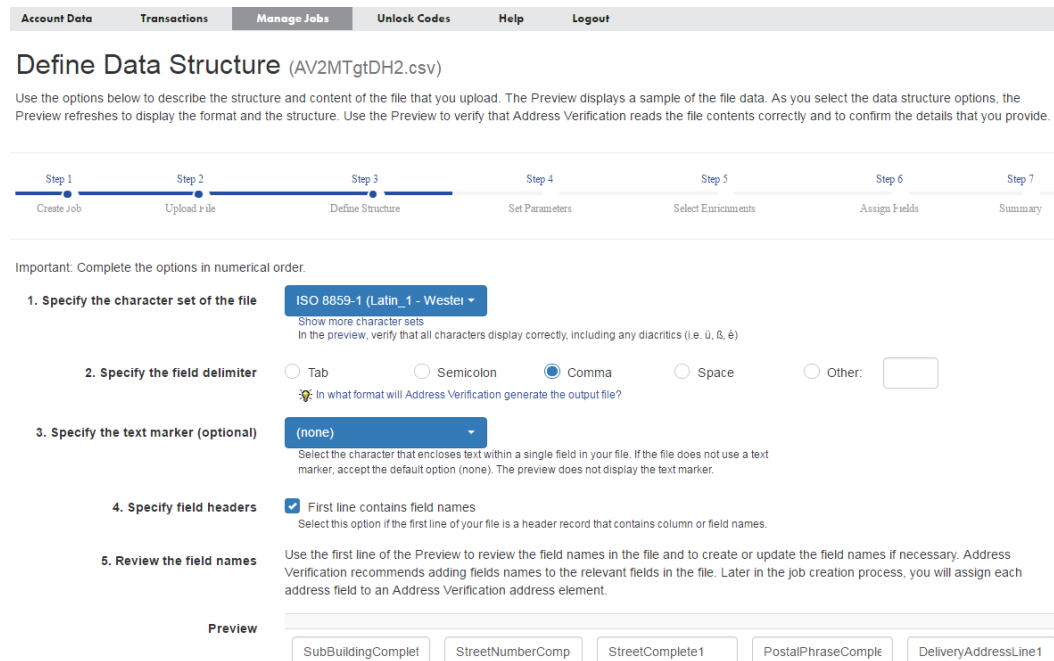 Account Data Transactions Manage Jobs Unlock Codes Help Logout
Define Data Structure (AV2MTgtDH2.csv)
Use the options below to describe the structure and content of the file that you upload. The Preview displays a sample of the file data. As you select the data structure options, the
Preview refreshes to display the format and the structure. Use the Preview to verify that Address Verification reads the file contents correctly and to confirm the details that you provide.
Step 1 Step 2 Step 3 Step 4 Step 5 Step 6 Step 7
Create Job Upload File Define Structure Set Parameters Select Enrichments Assign Fields Summary
Important: Complete the options in numerical order.
1. Specify the character set of the file ISO 8859-1 (Latin_1 - Wester
Show more character sets
In the preview, verify that all characters display correctly, including any diacritics (i.e. ü, ß, é)
2. Specify the field delimiter Tab Semicolon Comma Space Other:
In what format will Address Verification generate the output file?
3. Specify the text marker (optional) (none)
Select the character that encloses text within a single field in your file. If the file does not use a text
marker, accept the default option (none). The preview does not display the text marker.
4. Specify field headers First line contains field names
Select this option if the first line of your file is a header record that contains column or field names.
5. Review the field names Use the first line of the Preview to review the field names in the file and to create or update the field names if necessary. Address
Verification recommends adding fields names to the relevant fields in the file. Later in the job creation process, you will assign each
address field to an Address Verification address element.
Preview
SubBuildingComplet StreetNumberComp StreetComplete1 PostalPhraseComple DeliveryAddressLine1